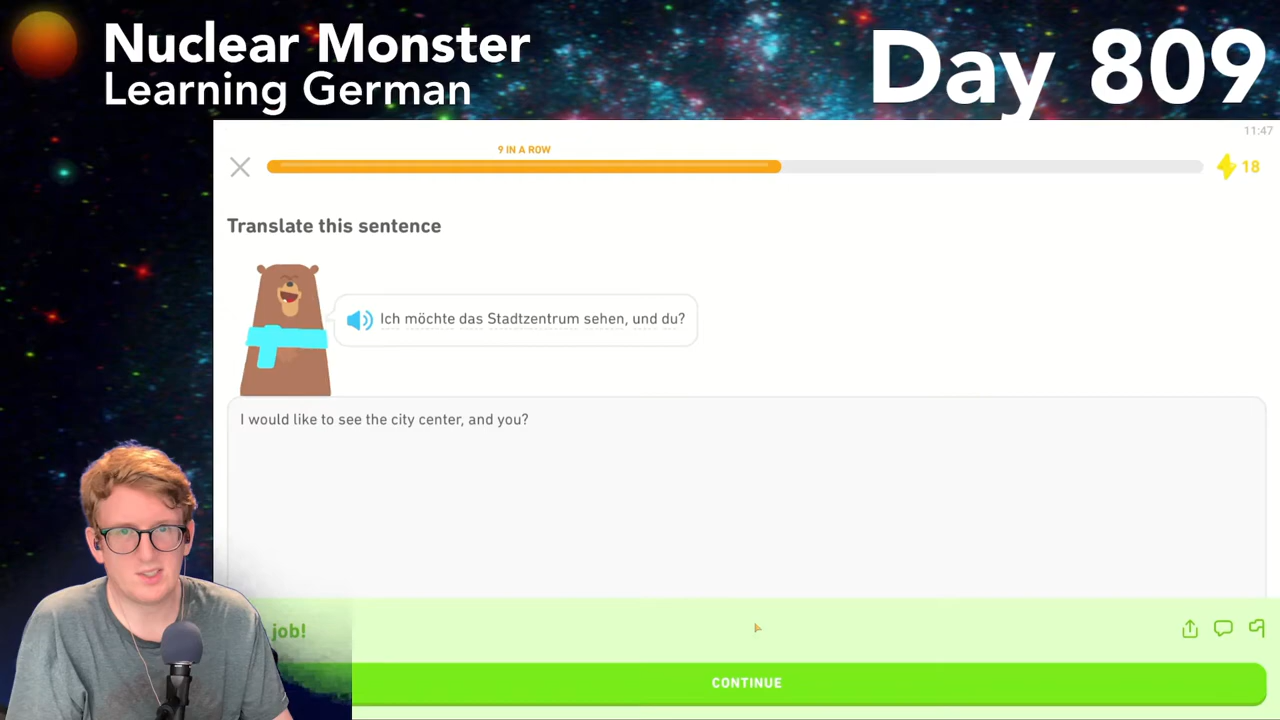 Nuclear Monster
Learning German
Day 809
11:47
9 IN A ROW
18
Translate this sentence
Ich möchte das Stadtzentrum sehen, und du?
I would like to see the city center, and you?
job!
CONTINUE